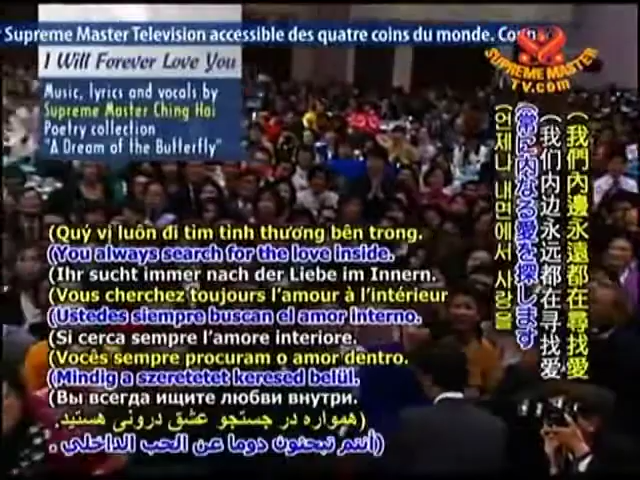 Supreme Master Television accessible des quatre coins du monde.
I Will Forever Love You
Music, lyrics and vocals by
Supreme Master Ching Hai
Poetry collection
"A Dream of the Butterfly"
SUPREME MASTER
TV.com
(我們內邊永遠都在尋找愛
(我们内边永远都在寻找愛
(常に内なる愛を探します
(언제나 내면에서 사랑을
(Quý vị luôn đi tìm tình thương bên trong.
(You always search for the love inside.
(Ihr sucht immer nach der Liebe im Innern.
(Vous cherchez toujours l'amour à l'intérieur
(Ustedes siempre buscan el amor interno.
(Si cerca sempre l'amore interiore.
(Vocês sempre procuram o amor dentro.
(Mindig a szeretetet keresed belül.
(Вы всегда ищите любви внутри.
(همواره در جستجو عشق درونی هستید.
(أنتم تبحثون دوما عن الحب الداخلي .